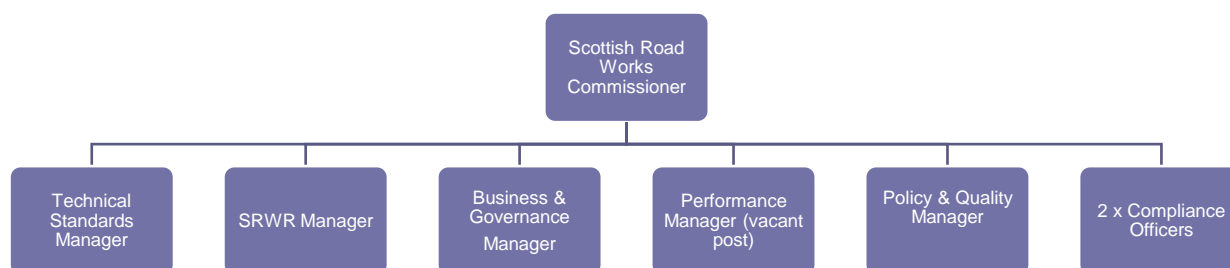 Scottish Road
Works
Commissioner
Technical
Standards
Manager
SRWR Manager
Business &
Governance
Manager
Performance
Manager (vacant
post)
Policy & Quality
Manager
2 x Compliance
Officers